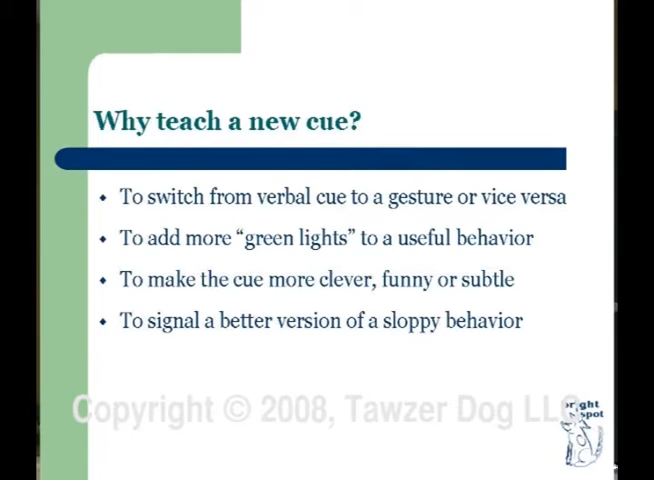 Why teach a new cue?
To switch from verbal cue to a gesture or vice versa
To add more “green lights” to a useful behavior
To make the cue more clever, funny or subtle
To signal a better version of a sloppy behavior
Copyright © 2008, Tawzer Dog LLC
bright
spot